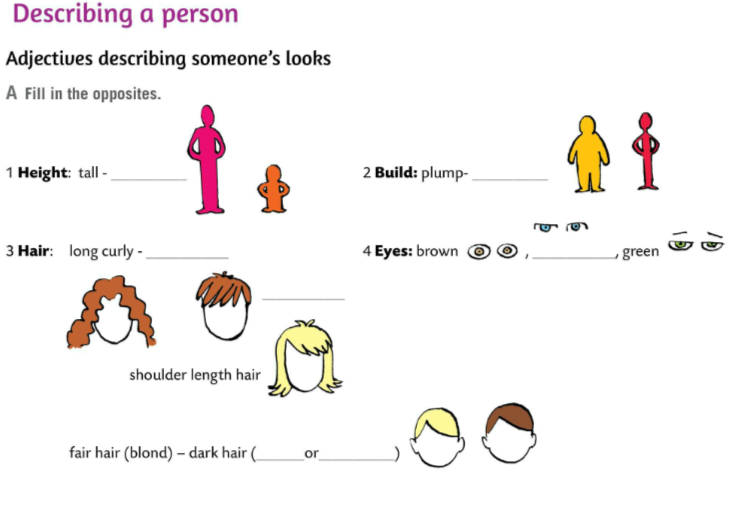 Describing a person
Adjectives describing someone's looks
A Fill in the opposites.
1 Height: tall - __________
2 Build: plump- __________
3 Hair: long curly - ___________
4 Eyes: brown , ___________, green
___________
shoulder length hair
fair hair (blond) – dark hair (______or__________)